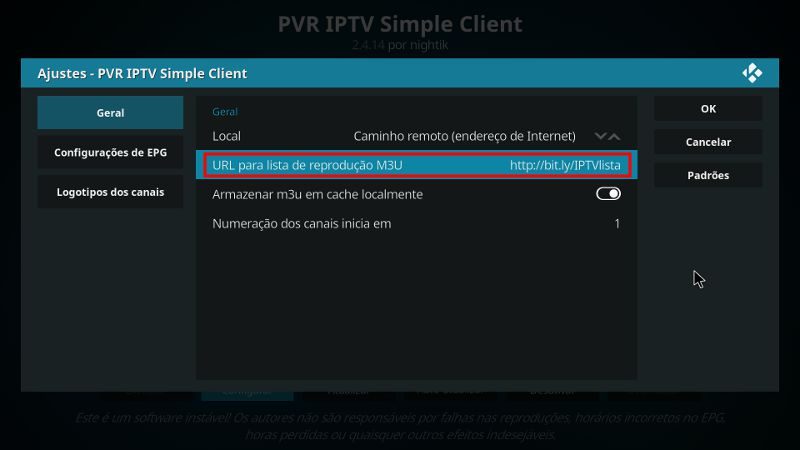 PVR IPTV Simple Client
2.4.14 por nightik
Ajustes - PVR IPTV Simple Client
Geral
Configurações de EPG
Logotipos dos canais
Geral
Local Caminho remoto (endereço de Internet)
URL para lista de reprodução M3U http://bit.ly/IPTVlista
Armazenar m3u em cache localmente
Numeração dos canais inicia em 1
OK
Cancelar
Padrões
Configurar Atualizar
Este é um software instável! Os autores não são responsáveis por falhas nas reproduções, horários incorretos no EPG,
horas perdidas ou quaisquer outros efeitos indesejáveis.